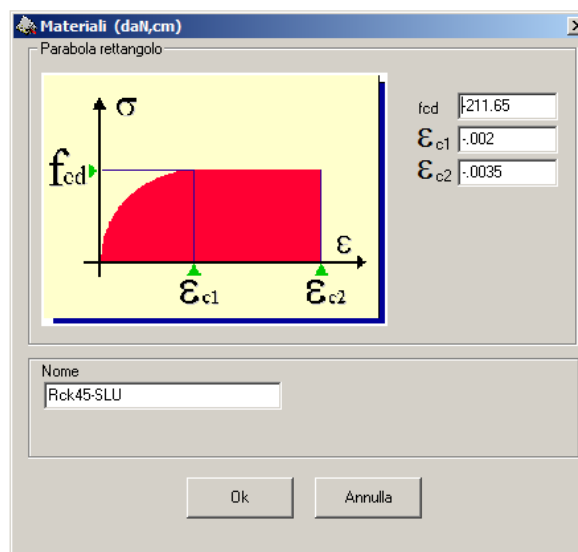 Materiali (daN,cm)
Parabola rettangolo
σ
fcd
ε
εc1
εc2
fcd -211.65
εc1 -.002
εc2 -.0035
Nome
Rck45-SLU
Ok
Annulla